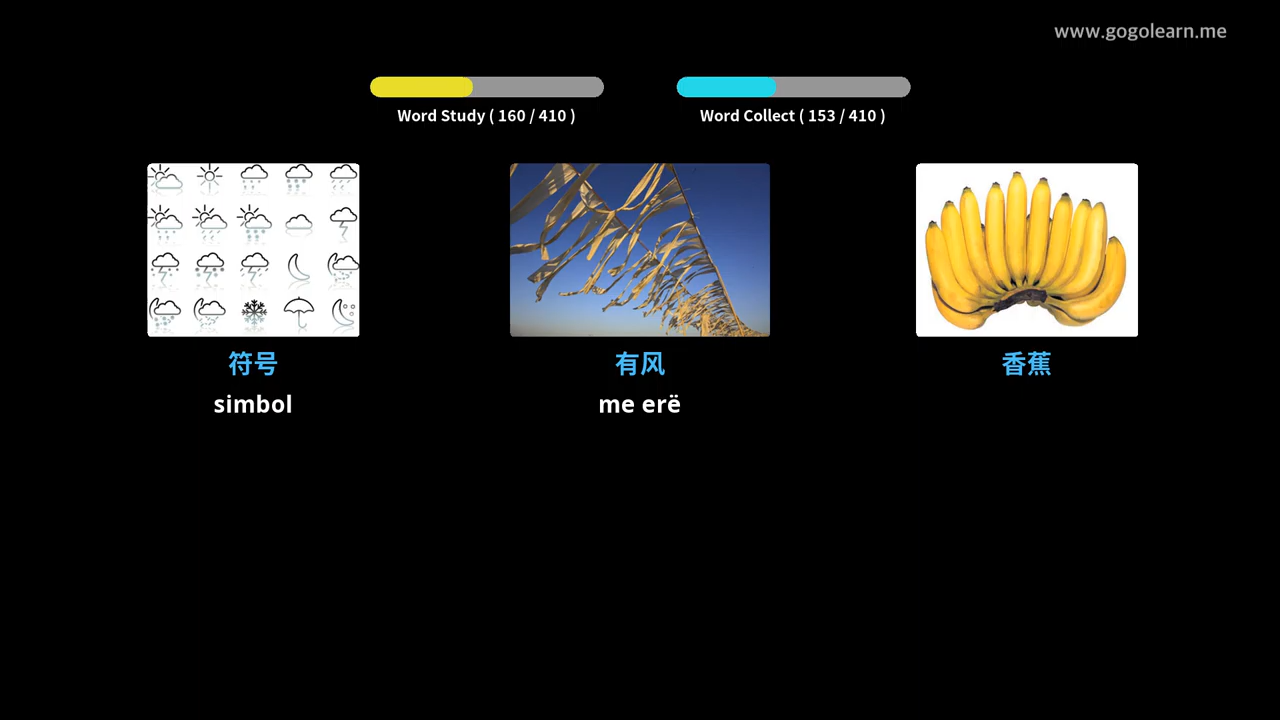 www.gogolearn.me
Word Study ( 160 / 410 )
Word Collect ( 153 / 410 )
符号
有风
香蕉
simbol
me erë